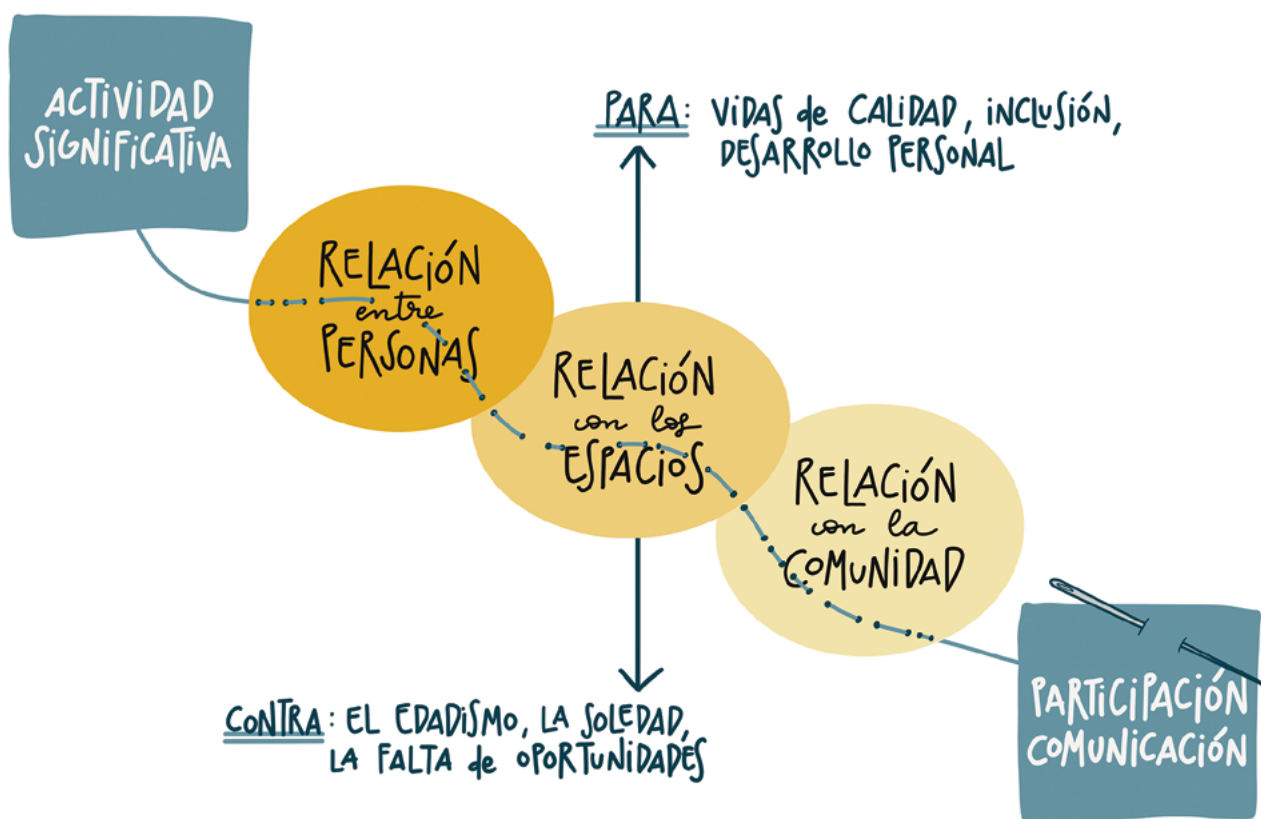 ACTIVIDAD
SIGNIFICATIVA
PARA: VIDAS de CALIDAD, INCLUSIÓN,
DESARROLLO PERSONAL
RELACIÓN
entre
PERSONAS
RELACIÓN
con los
ESPACIOS
RELACIÓN
con la
COMUNIDAD
CONTRA: EL EDADISMO, LA SOLEDAD,
LA FALTA de OPORTUNIDADES
PARTICIPACIÓN
COMUNICACIÓN